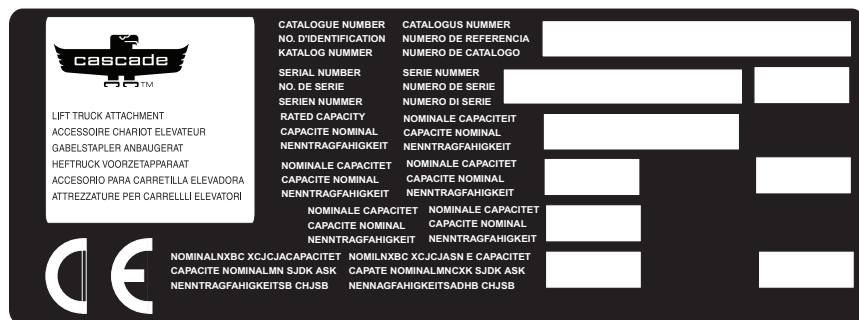 CATALOGUE NUMBER CATALOGUS NUMMER
NO. D'IDENTIFICATION NUMERO DE REFERENCIA
KATALOG NUMMER NUMERO DE CATALOGO
cascade
TM
SERIAL NUMBER SERIE NUMMER
NO. DE SERIE NUMERO DE SERIE
SERIEN NUMMER NUMERO DI SERIE
LIFT TRUCK ATTACHMENT
ACCESSOIRE CHARIOT ELEVATEUR
GABELSTAPLER ANBAUGERAT
HEFTRUCK VOORZETAPPARAAT
ACCESORIO PARA CARRETILLA ELEVADORA
ATTREZZATURE PER CARRELLLI ELEVATORI
RATED CAPACITY NOMINALE CAPACITEIT
CAPACITE NOMINAL CAPACITE NOMINAL
NENNTRAGFAHIGKEIT NENNTRAGFAHIGKEIT
NOMINALE CAPACITET NOMINALE CAPACITET
CAPACITE NOMINAL CAPACITE NOMINAL
NENNTRAGFAHIGKEIT NENNTRAGFAHIGKEIT
NOMINALE CAPACITET NOMINALE CAPACITET
CAPACITE NOMINAL CAPACITE NOMINAL
NENNTRAGFAHIGKEIT NENNTRAGFAHIGKEIT
CE
NOMINALNXBC XCJCJACAPACITET NOMILNXBC XCJCJASN E CAPACITET
CAPACITE NOMINALMN SJDK ASK CAPATE NOMINALMNCXK SJDK ASK
NENNTRAGFAHIGKEITSB CHJSB NENNAGFAHIGKEITSADHB CHJSB